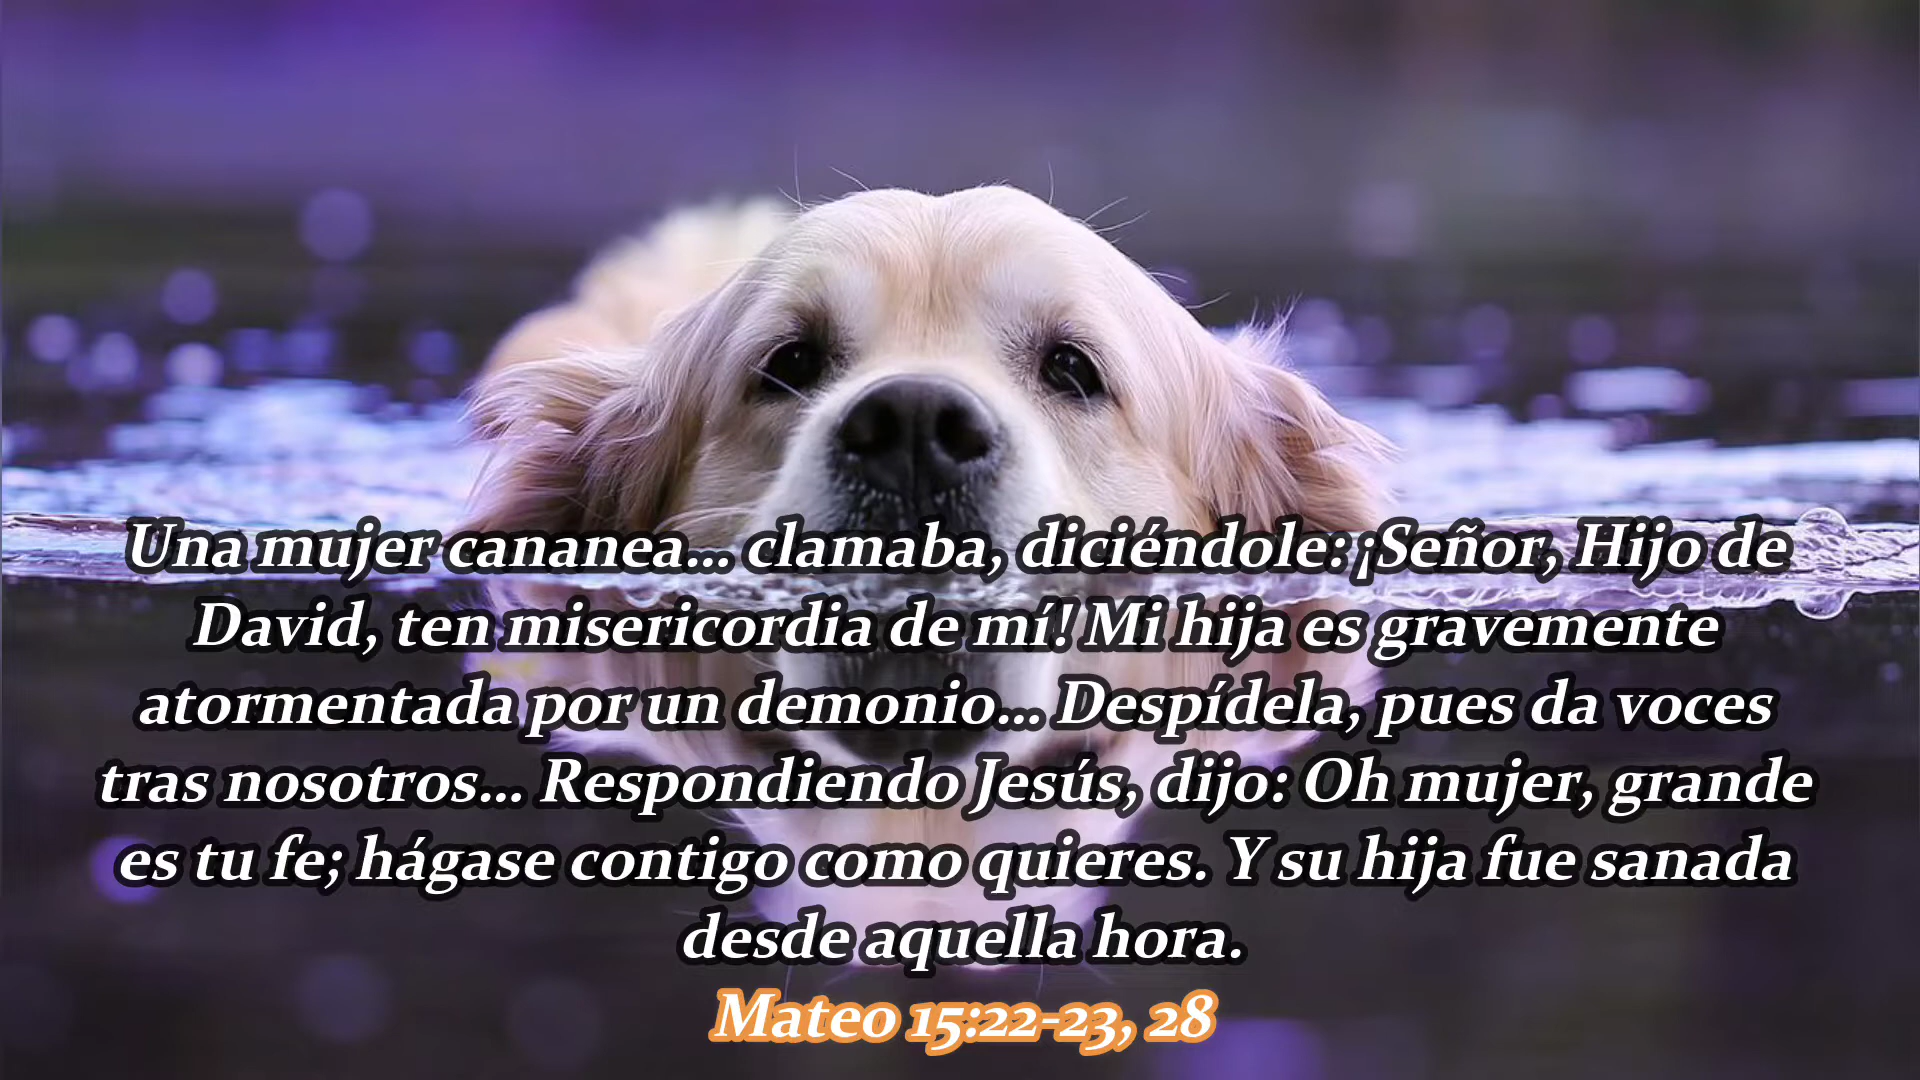 Una mujer cananea... clamaba, diciéndole: ¡Señor, Hijo de
David, ten misericordia de mí! Mi hija es gravemente
atormentada por un demonio... Despídela, pues da voces
tras nosotros... Respondiendo Jesús, dijo: Oh mujer, grande
es tu fe; hágase contigo como quieres. Y su hija fue sanada
desde aquella hora.
Mateo 15:22-23, 28